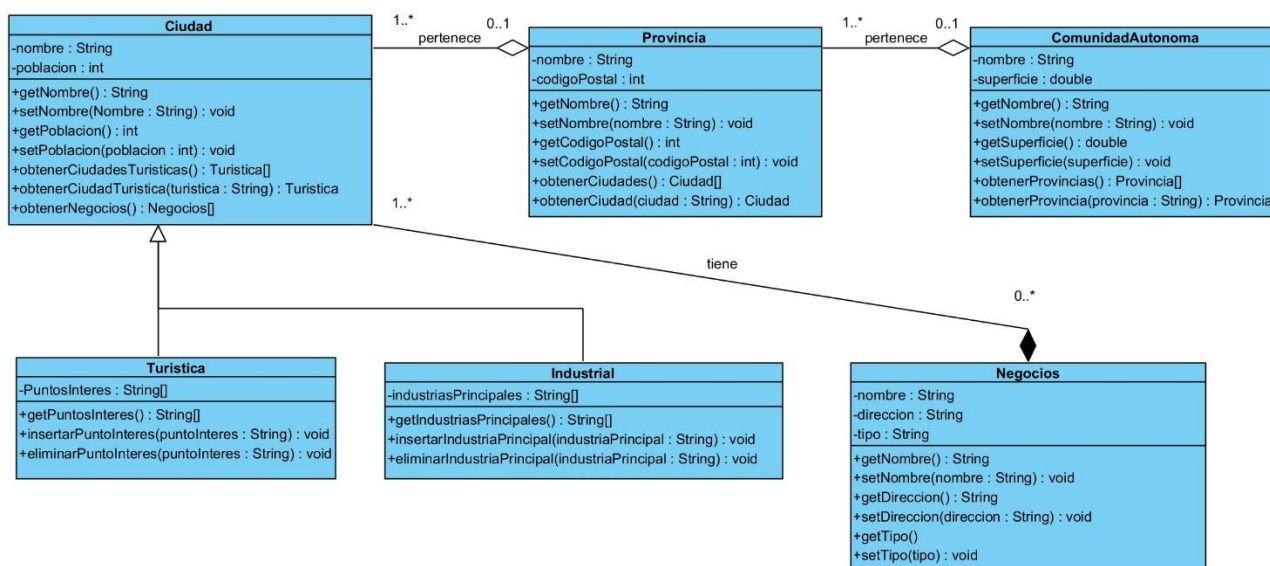 Ciudad
-nombre : String
-poblacion : int
+getNombre() : String
+setNombre(Nombre : String) : void
+getPoblacion() : int
+setPoblacion(poblacion : int) : void
+obtenerCiudadesTuristicas() : Turistica[]
+obtenerCiudadTuristica(turistica : String) : Turistica
+obtenerNegocios() : Negocios[]
1..*
0..1
pertenece
Provincia
-nombre : String
-codigoPostal : int
+getNombre() : String
+setNombre(nombre : String) : void
+getCodigoPostal() : int
+setCodigoPostal(codigoPostal : int) : void
+obtenerCiudades() : Ciudad[]
+obtenerCiudad(ciudad : String) : Ciudad
1..*
0..1
pertenece
ComunidadAutonoma
-nombre : String
-superficie : double
+getNombre() : String
+setNombre(nombre : String) : void
+getSuperficie() : double
+setSuperficie(superficie) : void
+obtenerProvincias() : Provincia[]
+obtenerProvincia(provincia : String) : Provincia
1..*
tiene
0..*
Turistica
-PuntosInteres : String[]
+getPuntosInteres() : String[]
+insertarPuntoInteres(puntoInteres : String) : void
+eliminarPuntoInteres(puntoInteres : String) : void
Industrial
-industriasPrincipales : String[]
+getIndustriasPrincipales() : String[]
+insertarIndustriaPrincipal(industriaPrincipal : String) : void
+eliminarIndustriaPrincipal(industriaPrincipal : String) : void
Negocios
-nombre : String
-direccion : String
-tipo : String
+getNombre() : String
+setNombre(nombre : String) : void
+getDireccion() : String
+setDireccion(direccion : String) : void
+getTipo()
+setTipo(tipo) : void